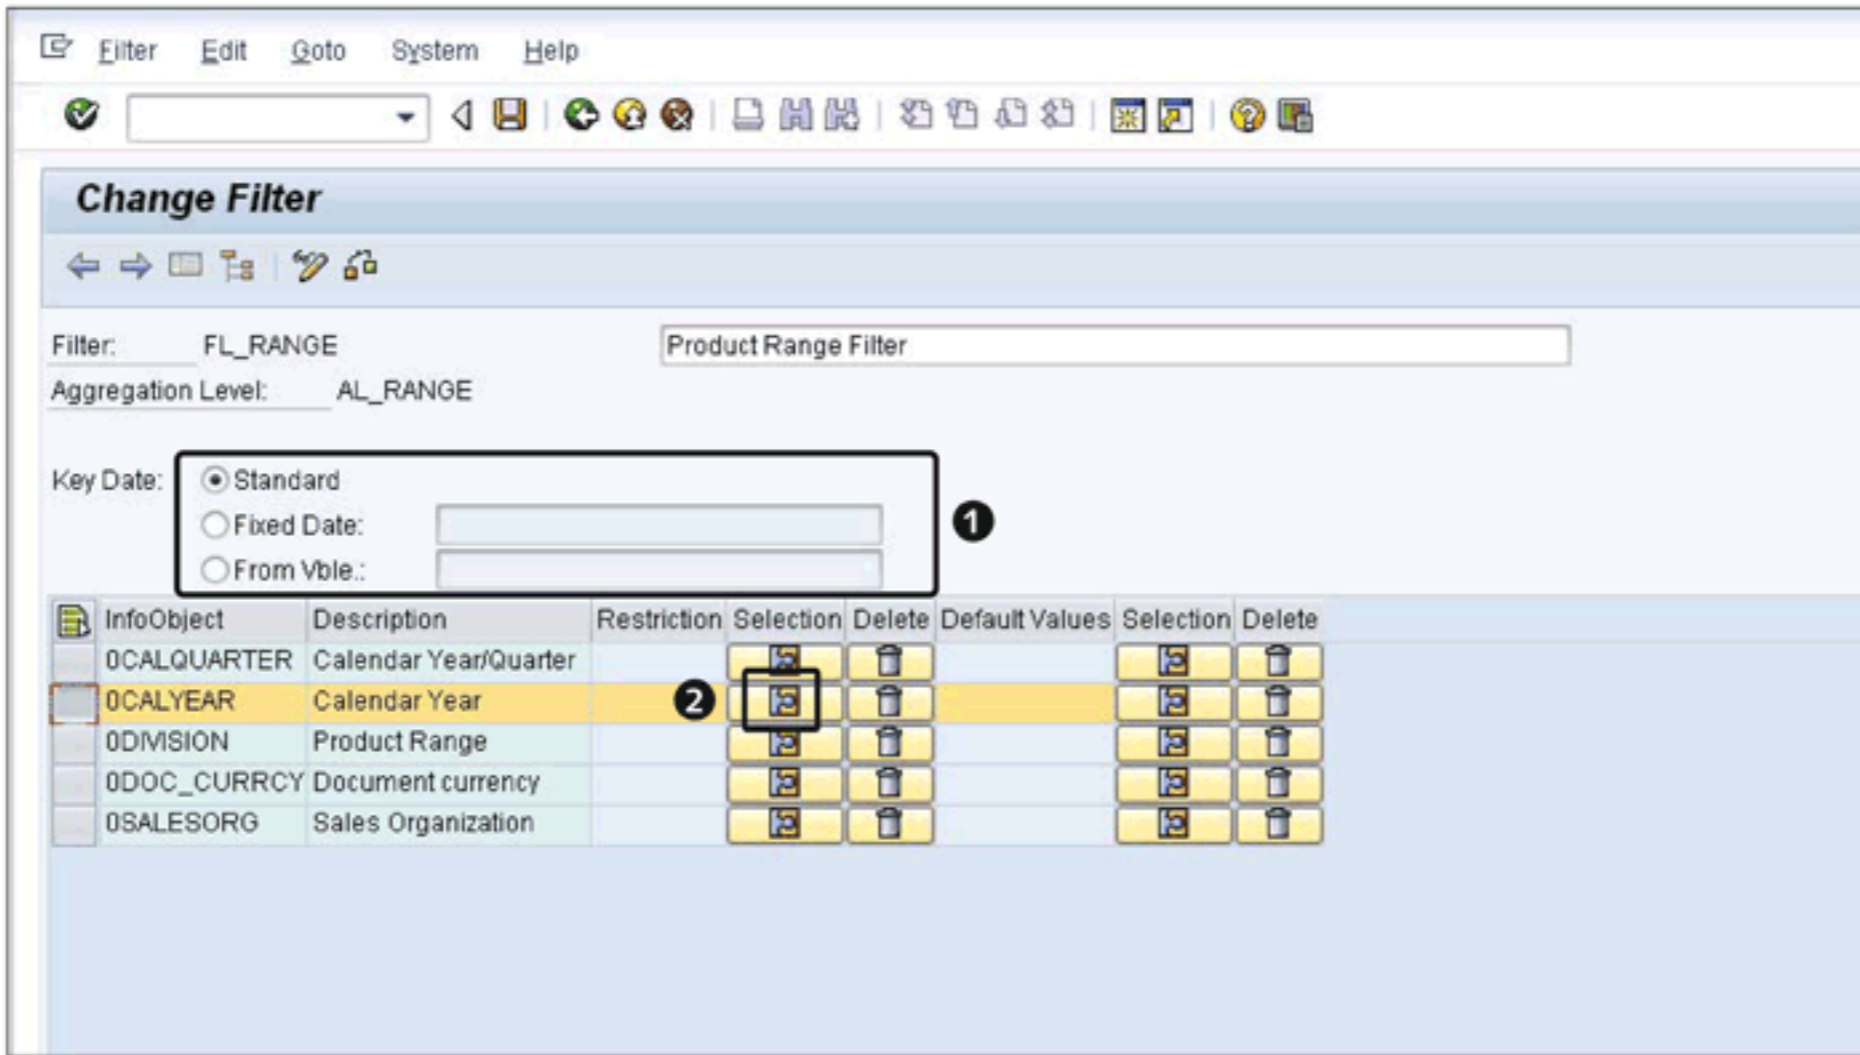 Filter Edit Goto System Help
Change Filter
Filter: FL_RANGE Product Range Filter
Aggregation Level: AL_RANGE
Key Date: Standard
Fixed Date: 1
From Vble.:
InfoObject Description Restriction Selection Delete Default Values Selection Delete
0CALQUARTER Calendar Year/Quarter
0CALYEAR Calendar Year 2
0DIVISION Product Range
0DOC_CURRCY Document currency
0SALESORG Sales Organization